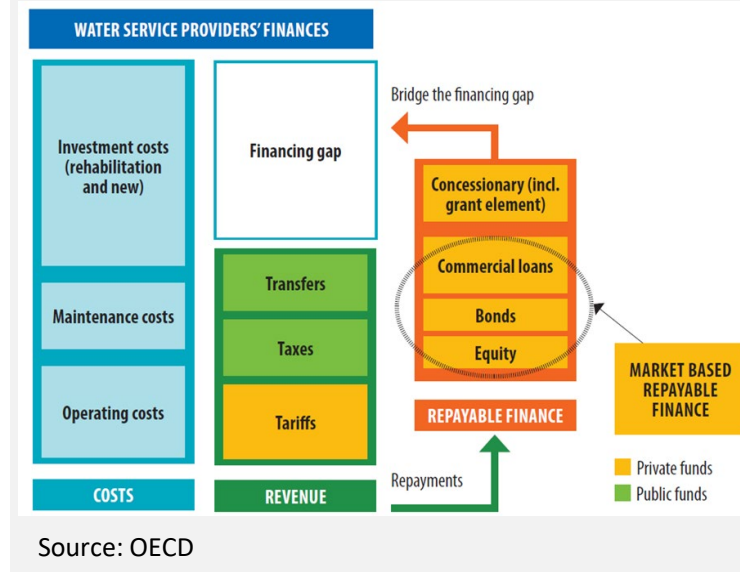 WATER SERVICE PROVIDERS' FINANCES
Investment costs
(rehabilitation
and new)
Maintenance costs
Operating costs
COSTS
Financing gap
Transfers
Taxes
Tariffs
REVENUE
Bridge the financing gap
Concessionary (incl.
grant element)
Commercial loans
Bonds
Equity
REPAYABLE FINANCE
Repayments
MARKET BASED
REPAYABLE
FINANCE
Private funds
Public funds
Source: OECD